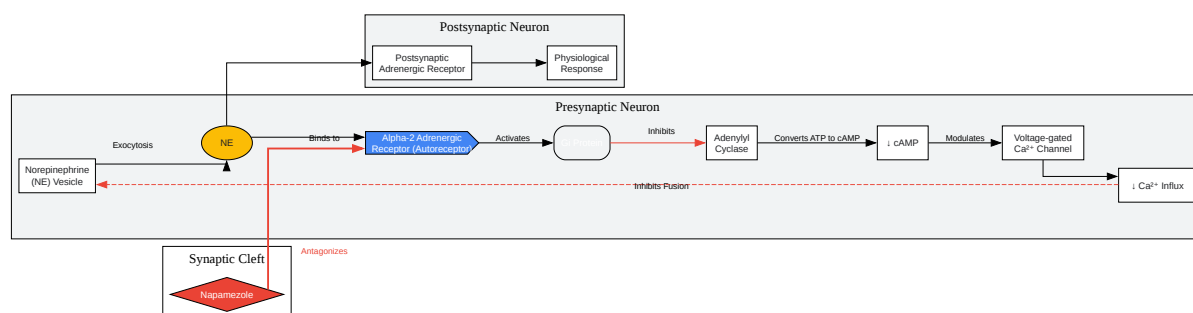 Postsynaptic Neuron
Postsynaptic
Adrenergic Receptor
Physiological
Response
Presynaptic Neuron
Exocytosis
NE
Binds to
Alpha-2 Adrenergic
Receptor (Autoreceptor)
Activates
Inhibits
Adenylyl
Cyclase
Converts ATP to cAMP
↓ cAMP
Modulates
Voltage-gated
Ca²⁺ Channel
Norepinephrine
(NE) Vesicle
Inhibits Fusion
↓ Ca²⁺ Influx
Synaptic Cleft
Antagonizes
Napamezole